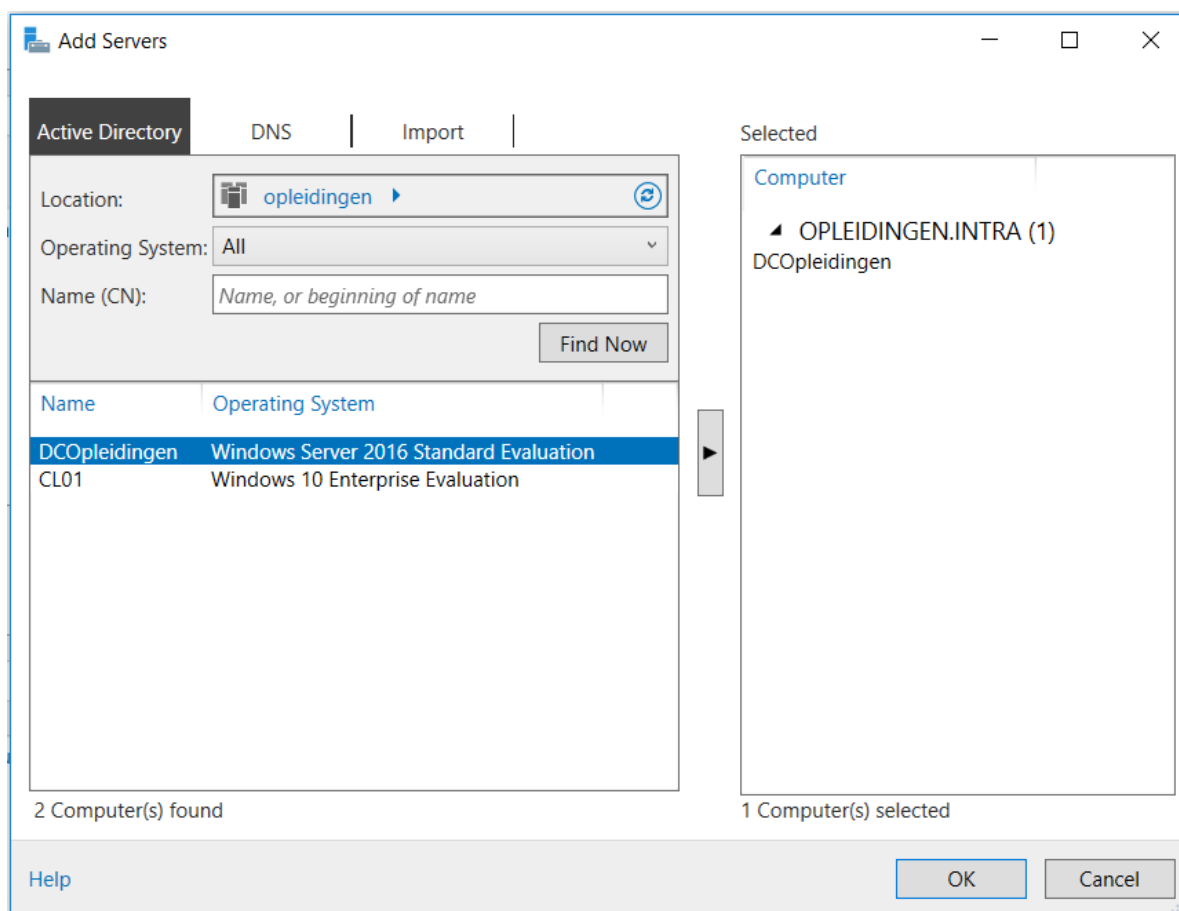 Add Servers
Active Directory DNS Import
Location: opleidingen
Operating System: All
Name (CN): Name, or beginning of name
Find Now
Name Operating System
DCOpleidingen Windows Server 2016 Standard Evaluation
CL01 Windows 10 Enterprise Evaluation
2 Computer(s) found
Selected
Computer
OPLEIDINGEN.INTRA (1)
DCOpleidingen
1 Computer(s) selected
Help OK Cancel